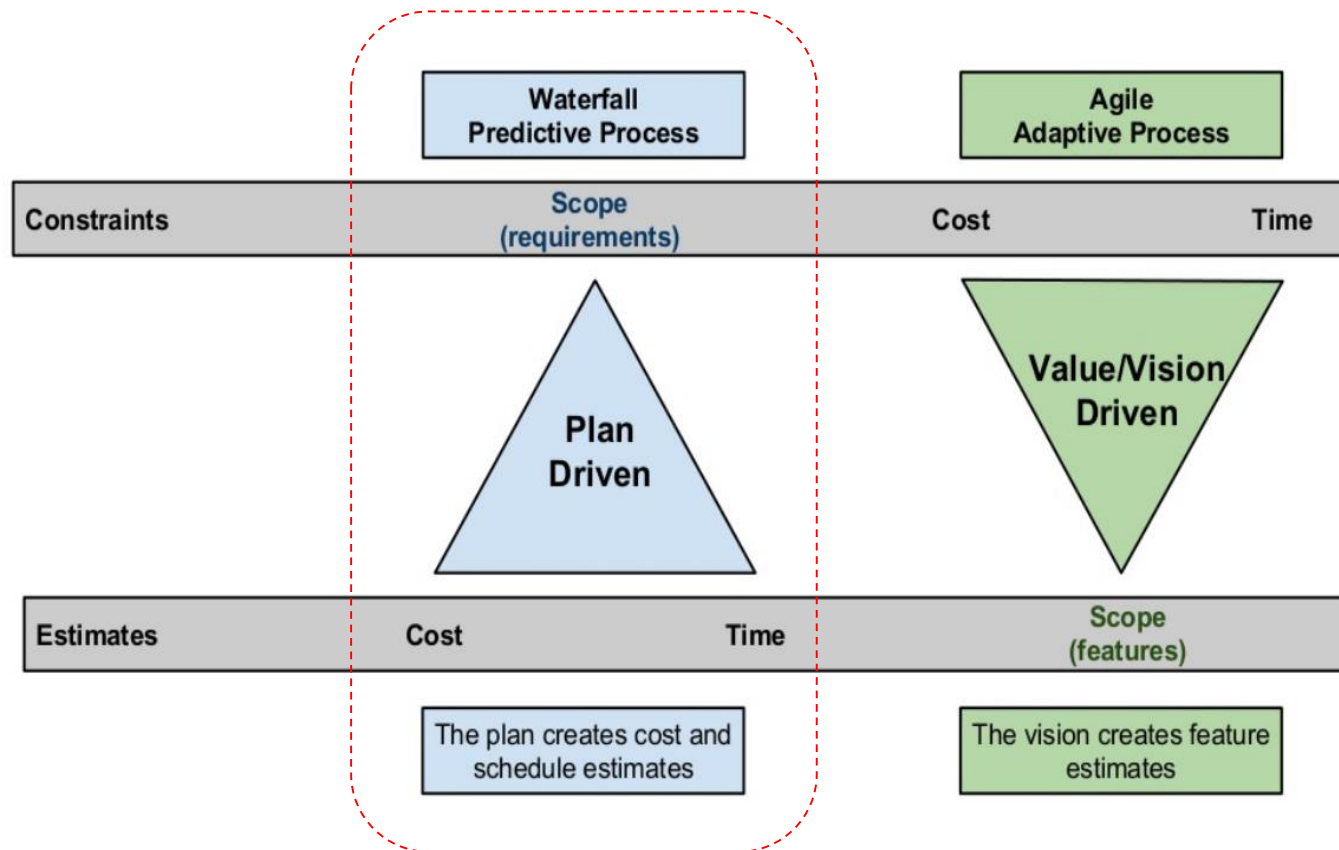 Waterfall
Predictive Process
Agile
Adaptive Process
Constraints
Scope
(requirements)
Cost
Time
Plan
Driven
Value/Vision
Driven
Estimates
Cost
Time
Scope
(features)
The plan creates cost and
schedule estimates
The vision creates feature
estimates